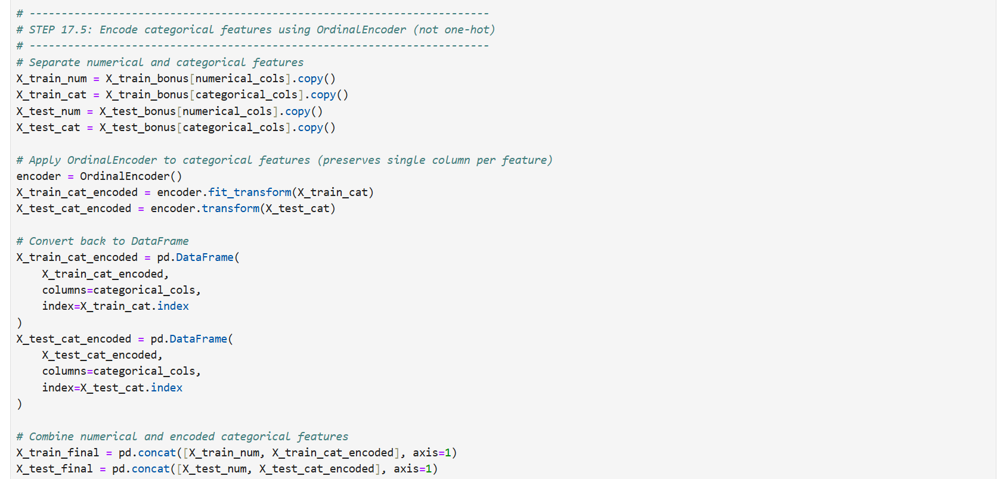 # ------------------------------------------------------------------------
# STEP 17.5: Encode categorical features using OrdinalEncoder (not one-hot)
# ------------------------------------------------------------------------
# Separate numerical and categorical features
X_train_num = X_train_bonus[numerical_cols].copy()
X_train_cat = X_train_bonus[categorical_cols].copy()
X_test_num = X_test_bonus[numerical_cols].copy()
X_test_cat = X_test_bonus[categorical_cols].copy()

# Apply OrdinalEncoder to categorical features (preserves single column per feature)
encoder = OrdinalEncoder()
X_train_cat_encoded = encoder.fit_transform(X_train_cat)
X_test_cat_encoded = encoder.transform(X_test_cat)

# Convert back to DataFrame
X_train_cat_encoded = pd.DataFrame(
    X_train_cat_encoded,
    columns=categorical_cols,
    index=X_train_cat.index
)
X_test_cat_encoded = pd.DataFrame(
    X_test_cat_encoded,
    columns=categorical_cols,
    index=X_test_cat.index
)

# Combine numerical and encoded categorical features
X_train_final = pd.concat([X_train_num, X_train_cat_encoded], axis=1)
X_test_final = pd.concat([X_test_num, X_test_cat_encoded], axis=1)